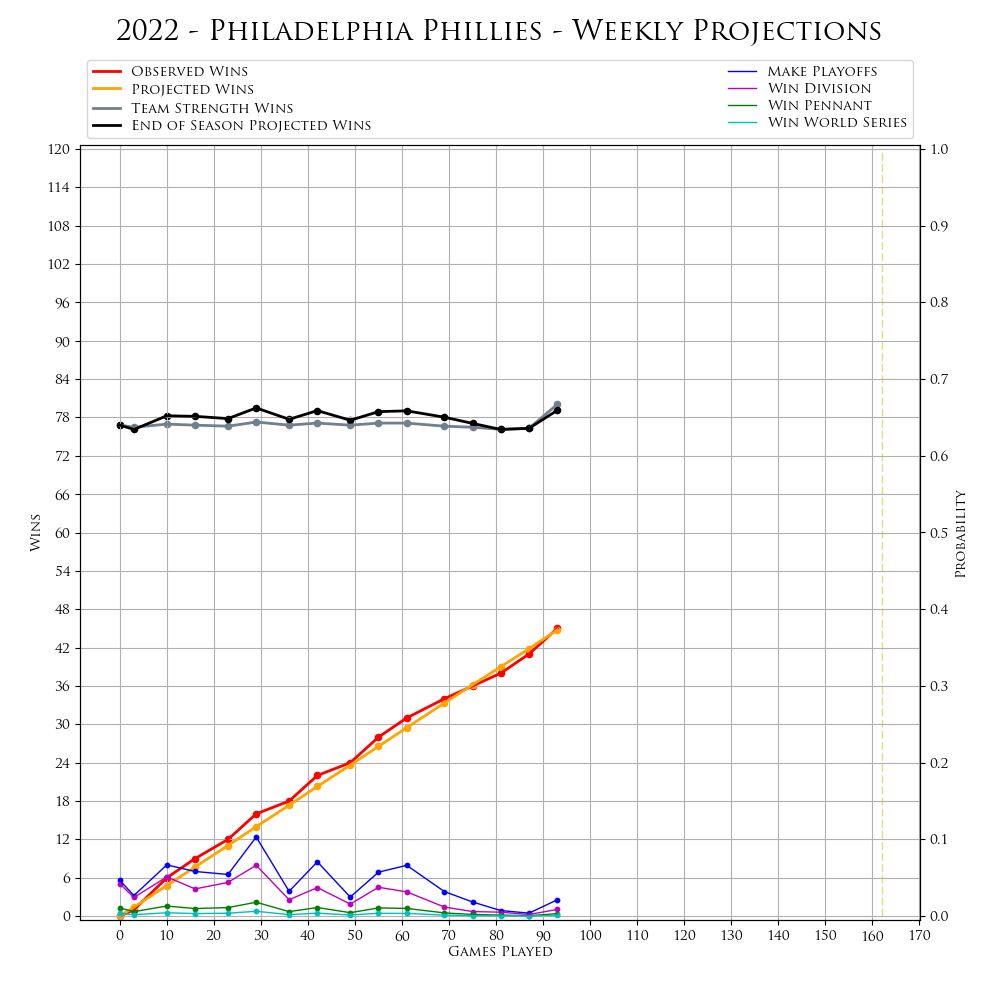 2022 - Philadelphia Phillies - Weekly Projections
Observed Wins
Projected Wins
Team Strength Wins
End of Season Projected Wins
Make Playoffs
Win Division
Win Pennant
Win World Series
120
114
108
102
96
90
84
78
72
66
60
54
48
42
36
30
24
18
12
6
0
Wins
1.0
0.9
0.8
0.7
0.6
0.5
0.4
0.3
0.2
0.1
0.0
Probability
0 10 20 30 40 50 60 70 80 90 100 110 120 130 140 150 160 170
Games Played